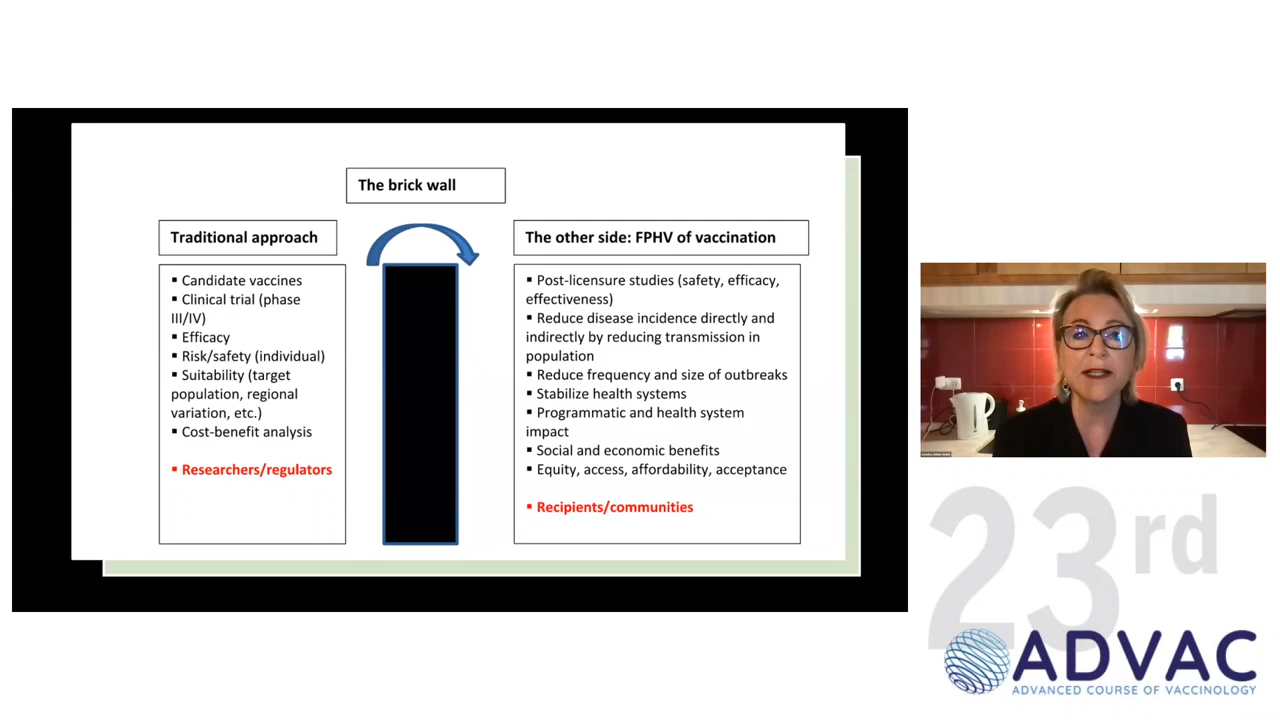 The brick wall
Traditional approach
▪ Candidate vaccines
▪ Clinical trial (phase
III/IV)
▪ Efficacy
▪ Risk/safety (individual)
▪ Suitability (target
population, regional
variation, etc.)
▪ Cost-benefit analysis
▪ Researchers/regulators
The other side: FPHV of vaccination
▪ Post-licensure studies (safety, efficacy,
effectiveness)
▪ Reduce disease incidence directly and
indirectly by reducing transmission in
population
▪ Reduce frequency and size of outbreaks
▪ Stabilize health systems
▪ Programmatic and health system
impact
▪ Social and economic benefits
▪ Equity, access, affordability, acceptance
▪ Recipients/communities
23rd
ADVAC
ADVANCED COURSE OF VACCINOLOGY